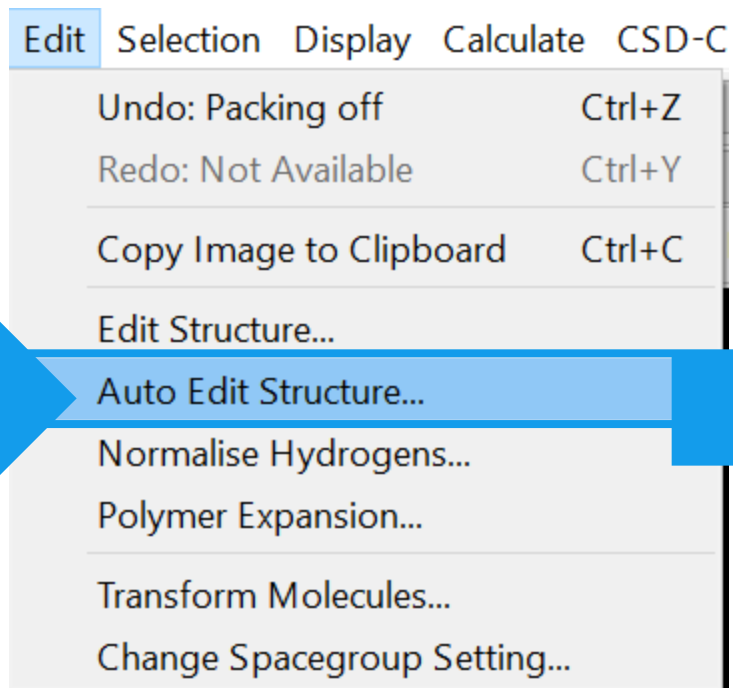 Edit Selection Display Calculate CSD-C
Undo: Packing off Ctrl+Z
Redo: Not Available Ctrl+Y
Copy Image to Clipboard Ctrl+C
Edit Structure...
Auto Edit Structure...
Normalise Hydrogens...
Polymer Expansion...
Transform Molecules...
Change Spacegroup Setting...